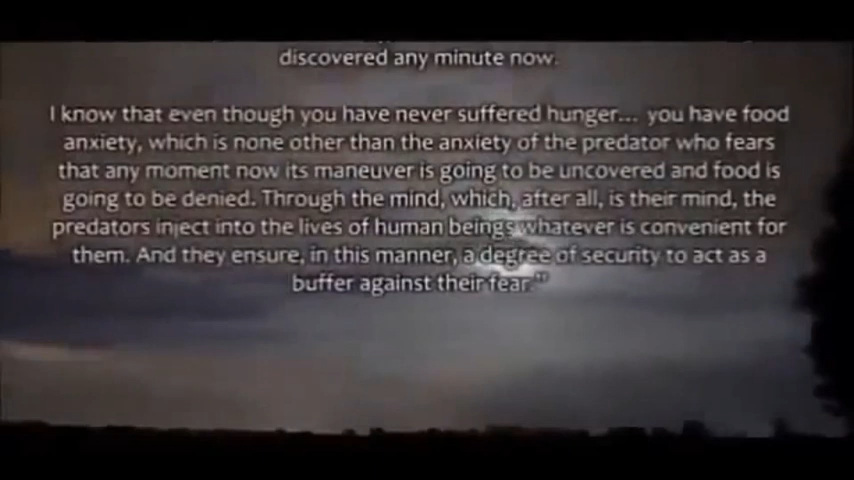 discovered any minute now.
I know that even though you have never suffered hunger... you have food
anxiety, which is none other than the anxiety of the predator who fears
that any moment now its maneuver is going to be uncovered and food is
going to be denied. Through the mind, which, after all, is their mind, the
predators inject into the lives of human beings whatever is convenient for
them. And they ensure, in this manner, a degree of security to act as a
buffer against their fear."